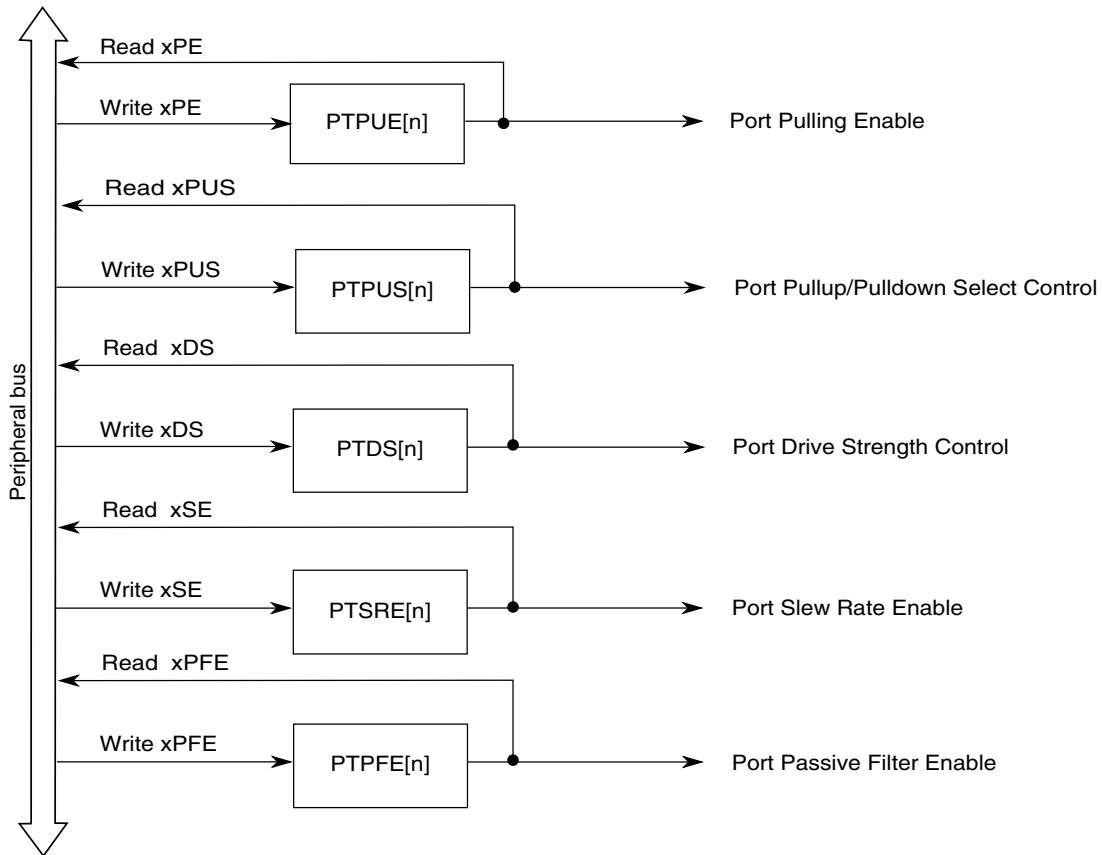 Read xPE
Write xPE
PTPUE[n]
Port Pulling Enable
Read xPUS
Write xPUS
PTPUS[n]
Port Pullup/Pulldown Select Control
Read xDS
Write xDS
PTDS[n]
Port Drive Strength Control
Peripheral bus
Read xSE
Write xSE
PTSRE[n]
Port Slew Rate Enable
Read xPFE
Write xPFE
PTPFE[n]
Port Passive Filter Enable